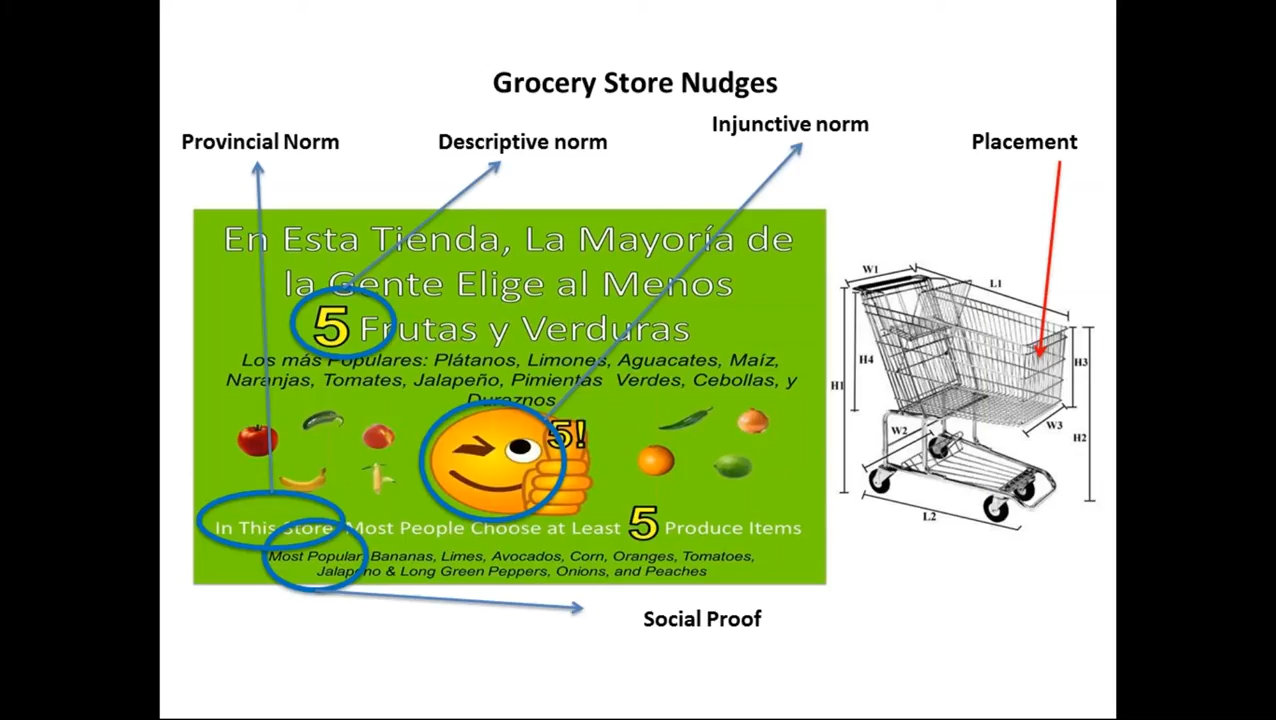 Grocery Store Nudges
Provincial Norm
Descriptive norm
Injunctive norm
Placement
En Esta Tienda, La Mayoría de
la Gente Elige al Menos
5 Frutas y Verduras
Los más Populares: Plátanos, Limones, Aguacates, Maíz,
Naranjas, Tomates, Jalapeño, Pimientas Verdes, Cebollas, y
Duraznos
5!
In This Store, Most People Choose at Least 5 Produce Items
Most Popular: Bananas, Limes, Avocados, Corn, Oranges, Tomatoes,
Jalapeño & Long Green Peppers, Onions, and Peaches
Social Proof
W1
L1
H4
H3
H1
W3
W2
H2
L2